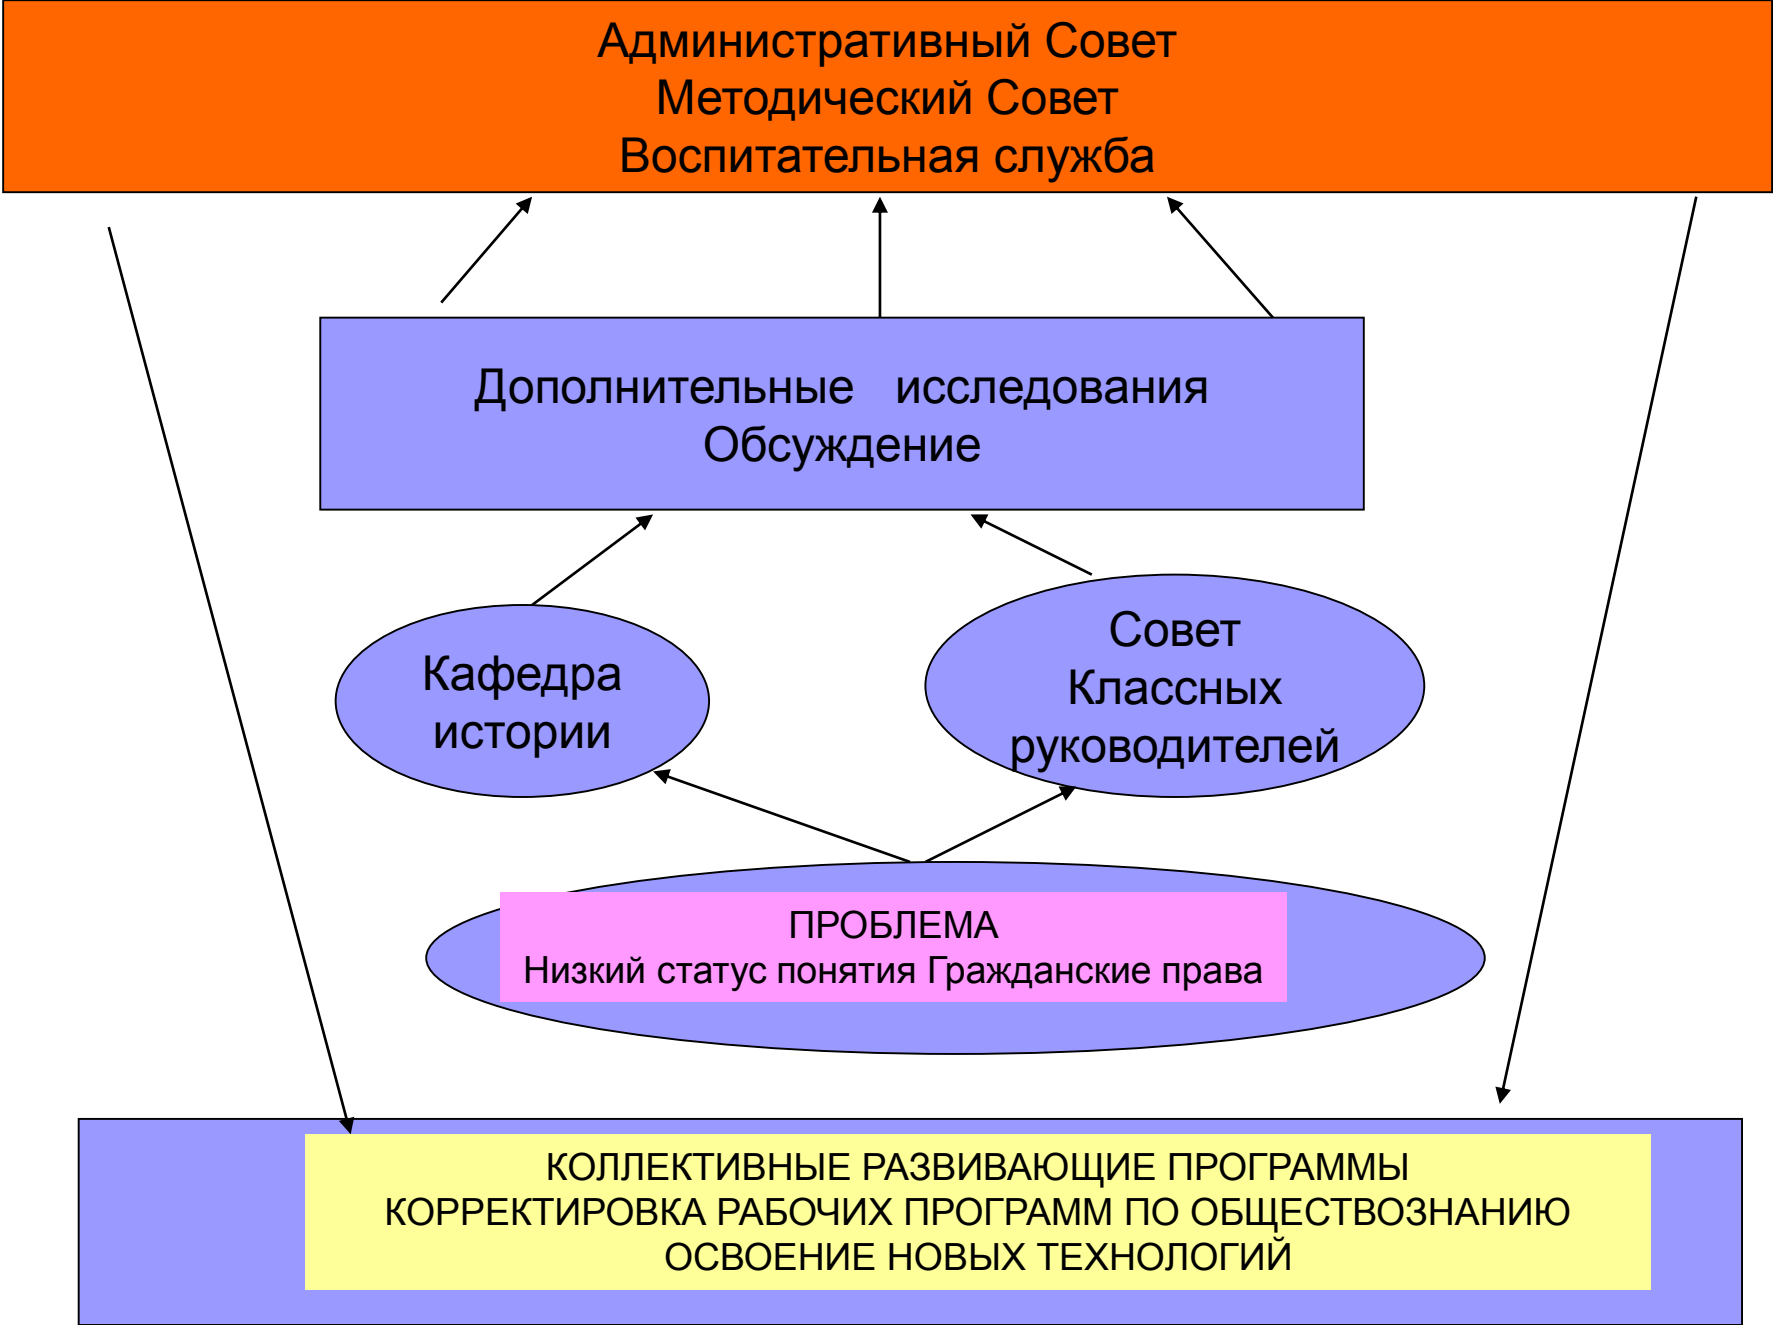 Административный Совет
Методический Совет
Воспитательная служба
Дополнительные исследования
Обсуждение
Кафедра
истории
Совет
Классных
руководителей
ПРОБЛЕМА
Низкий статус понятия Гражданские права
КОЛЛЕКТИВНЫЕ РАЗВИВАЮЩИЕ ПРОГРАММЫ
КОРРЕКТИРОВКА РАБОЧИХ ПРОГРАММ ПО ОБЩЕСТВОЗНАНИЮ
ОСВОЕНИЕ НОВЫХ ТЕХНОЛОГИЙ